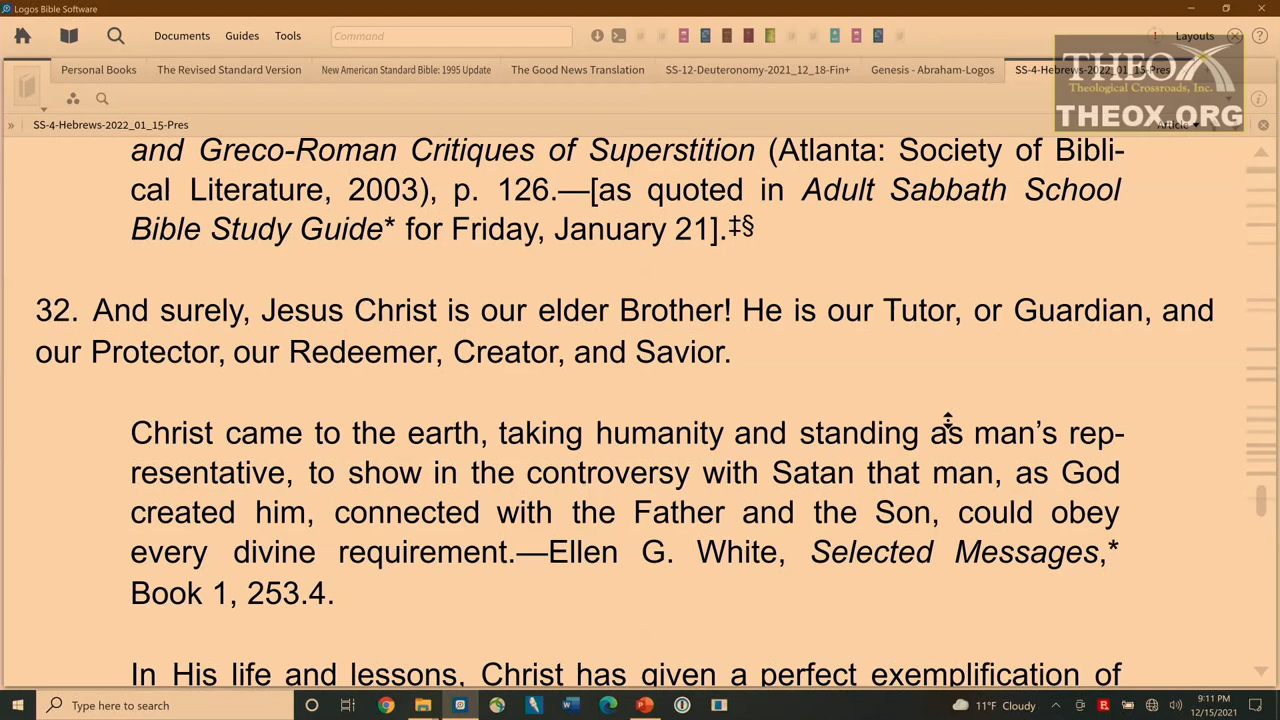 Logos Bible Software
Documents Guides Tools Command Layouts
THEOX
Theological Crossroads, Inc.
THEOX.ORG
Personal Books The Revised Standard Version New American Standard Bible: 1995 Update The Good News Translation SS-12-Deuteronomy-2021_12_18-Fin+ Genesis - Abraham-Logos SS-4-Hebrews-2022_01_15-Pres
SS-4-Hebrews-2022_01_15-Pres Article
and Greco-Roman Critiques of Superstition (Atlanta: Society of Bibli-
cal Literature, 2003), p. 126.—[as quoted in Adult Sabbath School
Bible Study Guide* for Friday, January 21].‡§
32. And surely, Jesus Christ is our elder Brother! He is our Tutor, or Guardian, and
our Protector, our Redeemer, Creator, and Savior.
Christ came to the earth, taking humanity and standing as man’s rep-
resentative, to show in the controversy with Satan that man, as God
created him, connected with the Father and the Son, could obey
every divine requirement.—Ellen G. White, Selected Messages,*
Book 1, 253.4.
In His life and lessons, Christ has given a perfect exemplification of
Type here to search
11°F Cloudy
9:11 PM
12/15/2021